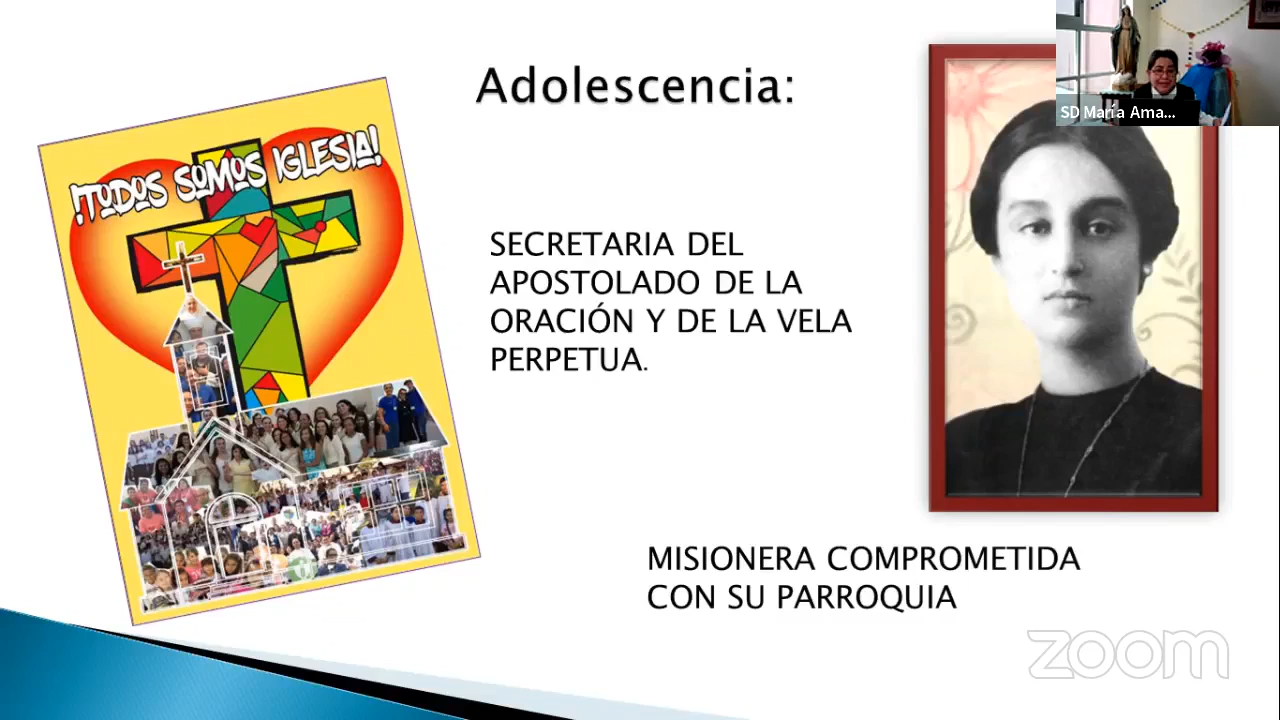 Adolescencia:
SD María Ama...
!TODOS SOMOS IGLESIA!
SECRETARIA DEL
APOSTOLADO DE LA
ORACIÓN Y DE LA VELA
PERPETUA.
MISIONERA COMPROMETIDA
CON SU PARROQUIA
zoom